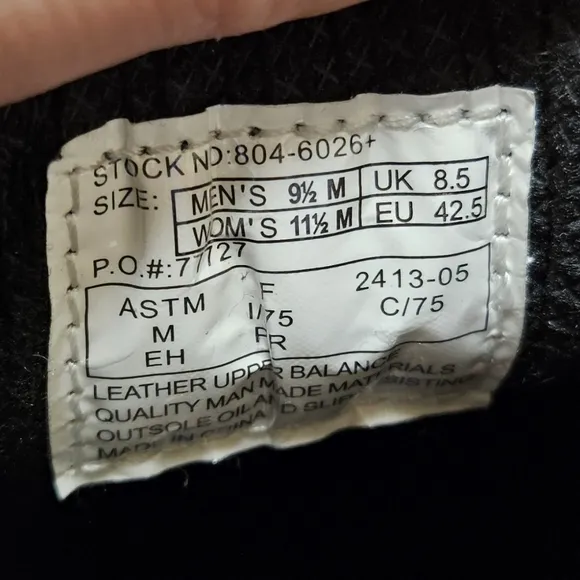 STOCK NO:804-6026+
SIZE: MEN'S 9½ M UK 8.5
WOM'S 11½ M EU 42.5
P.O.#:77127
ASTM F 2413-05
M I/75 C/75
EH PR
LEATHER UPPER BALANCE
QUALITY MAN MADE MATERIALS
OUTSOLE OIL AND SLIP RESISTING
MADE IN CHINA